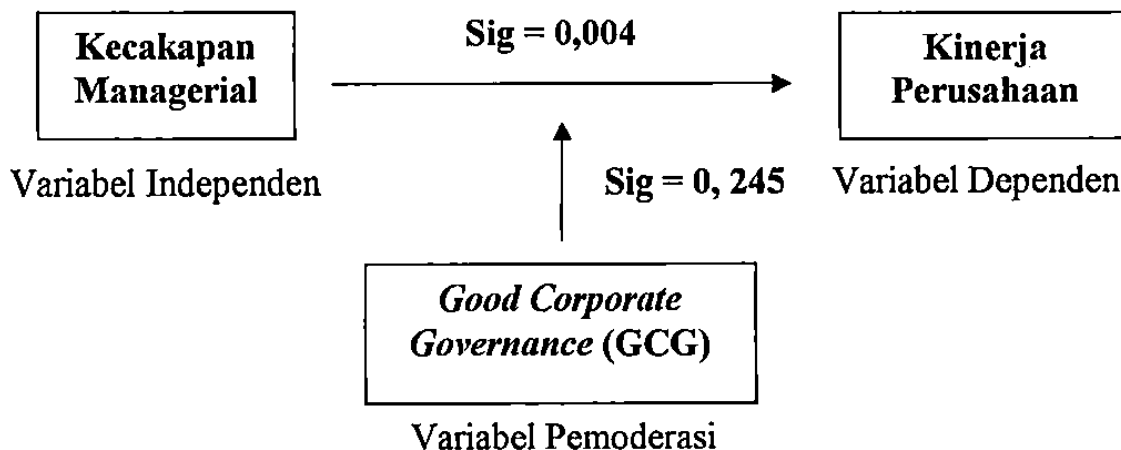 Kecakapan
Managerial
Sig = 0,004
Kinerja
Perusahaan
Variabel Independen
Sig = 0, 245
Variabel Dependen
Good Corporate
Governance (GCG)
Variabel Pemoderasi